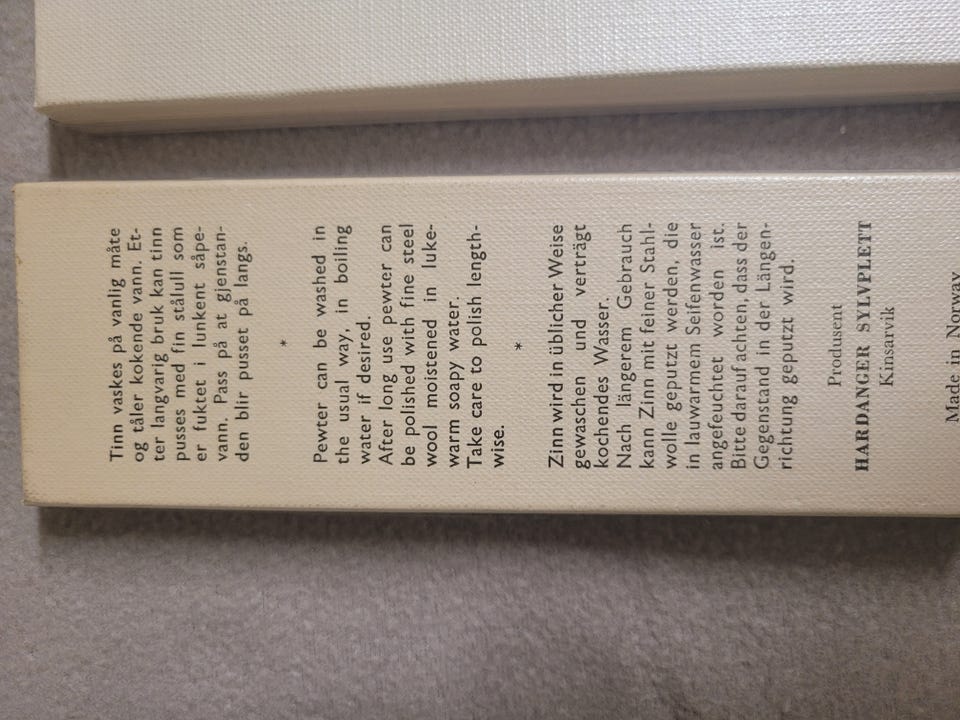 Tinn vaskes på vanlig måte
og tåler kokende vann. Et-
ter langvarig bruk kan tinn
pusses med fin stålull som
er fuktet i lunkent såpe-
vann. Pass på at gjenstan-
den blir pusset på langs.
*
Pewter can be washed in
the usual way, in boiling
water if desired.
After long use pewter can
be polished with fine steel
wool moistened in luke-
warm soapy water.
Take care to polish length-
wise.
*
Zinn wird in üblicher Weise
gewaschen und verträgt
kochendes Wasser.
Nach längerem Gebrauch
kann Zinn mit feiner Stahl-
wolle geputzt werden, die
in lauwarmem Seifenwasser
angefeuchtet worden ist.
Bitte darauf achten, dass der
Gegenstand in der Längen-
richtung geputzt wird.
Produsent
HARDANGER SYLVPLETT
Kinsarvik
Made in Norway